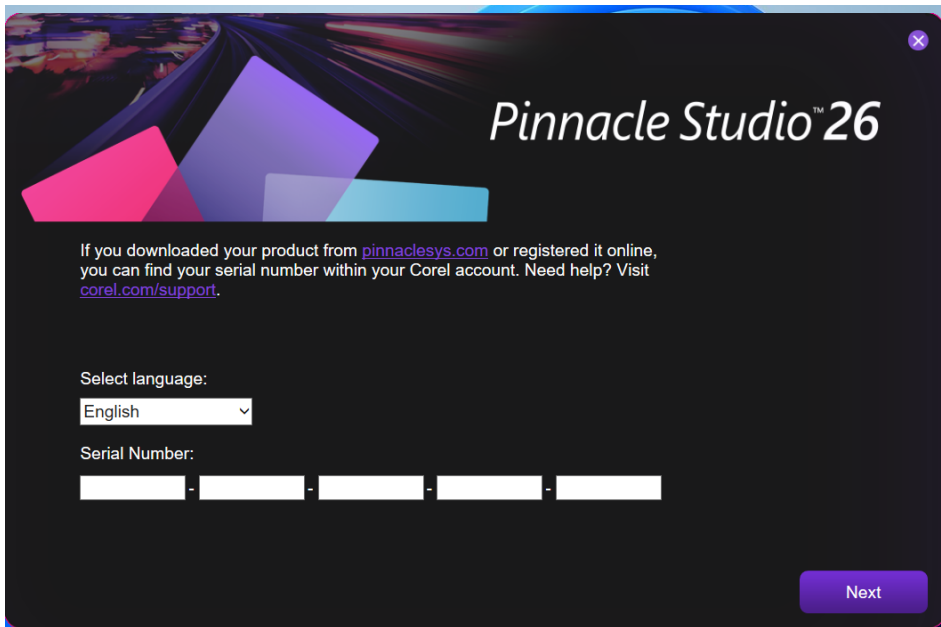 Pinnacle Studio™ 26
If you downloaded your product from pinnaclesys.com or registered it online,
you can find your serial number within your Corel account. Need help? Visit
corel.com/support.
Select language:
English
Serial Number:
- - - -
Next